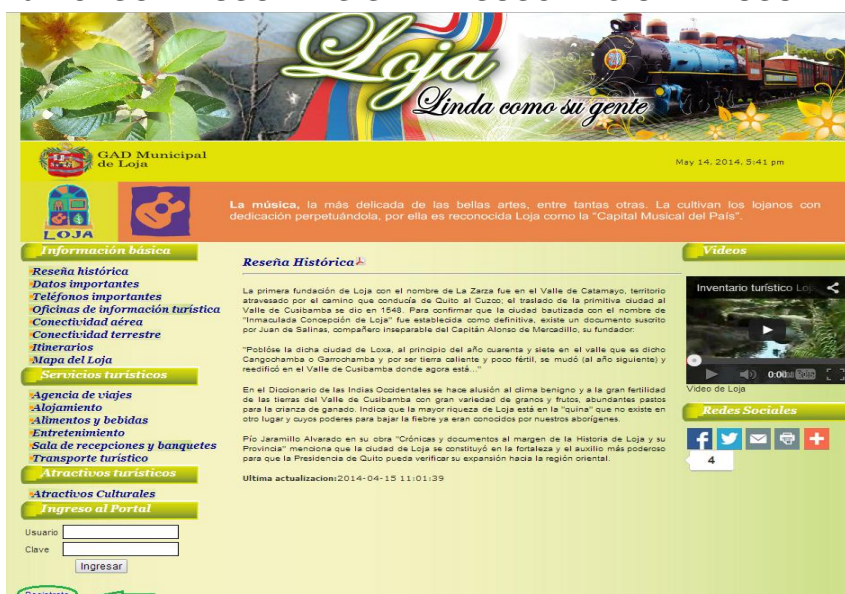 Loja
Linda como su gente
GAD Municipal
de Loja
May 14, 2014, 5:41 pm
LOJA
La música, la más delicada de las bellas artes, entre tantas otras. La cultivan los lojanos con
dedicación perpetuándola, por ella es reconocida Loja como la "Capital Musical del País".
Información básica
Reseña histórica
Datos importantes
Teléfonos importantes
Oficinas de información turística
Conectividad aérea
Conectividad terrestre
Itinerarios
Mapa del Loja
Servicios turísticos
Agencia de viajes
Alojamiento
Alimentos y bebidas
Entretenimiento
Sala de recepciones y banquetes
Transporte turístico
Atractivos turísticos
Atractivos Culturales
Ingreso al Portal
Usuario
Clave
Ingresar
Registrate
Reseña Histórica
La primera fundación de Loja con el nombre de La Zarza fue en el Valle de Catamayo, territorio
atravesado por el camino que conducía de Quito al Cuzco; el traslado de la primitiva ciudad al
Valle de Cusibamba se dio en 1548. Para confirmar que la ciudad bautizada con el nombre de
"Inmaculada Concepción de Loja" fue establecida como definitiva, existe un documento suscrito
por Juan de Salinas, compañero inseparable del Capitán Alonso de Mercadillo, su fundador:
"Poblóse la dicha ciudad de Loxa, al principio del año cuarenta y siete en el valle que es dicho
Cangochamba o Garrochamba y por ser tierra caliente y poco fértil, se mudó (al año siguiente) y
reedificó en el Valle de Cusibamba donde agora está..."
En el Diccionario de las Indias Occidentales se hace alusión al clima benigno y a la gran fertilidad
de las tierras del Valle de Cusibamba con gran variedad de granos y frutos, abundantes pastos
para la crianza de ganado. Indica que la mayor riqueza de Loja está en la "quina" que no existe en
otro lugar y cuyos poderes para bajar la fiebre ya eran conocidos por nuestros aborígenes.
Pío Jaramillo Alvarado en su obra "Crónicas y documentos al margen de la Historia de Loja y su
Provincia" menciona que la ciudad de Loja se constituyó en la fortaleza y el auxilio más poderoso
para que la Presidencia de Quito pueda verificar su expansión hacia la región oriental.
Ultima actualizacion:2014-04-15 11:01:39
Videos
Inventario turístico
0:00
Video de Loja
Redes Sociales
4